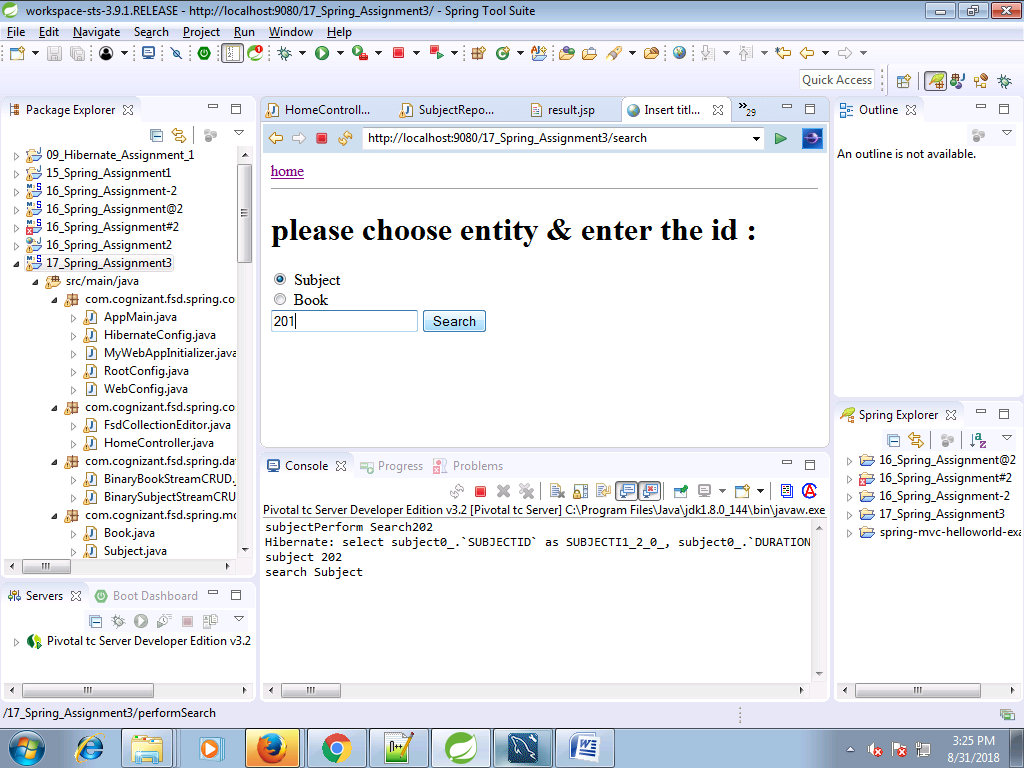 workspace-sts-3.9.1.RELEASE - http://localhost:9080/17_Spring_Assignment3/ - Spring Tool Suite
File Edit Navigate Search Project Run Window Help
Quick Access
Package Explorer
09_Hibernate_Assignment_1
15_Spring_Assignment1
16_Spring_Assignment-2
16_Spring_Assignment@2
16_Spring_Assignment#2
16_Spring_Assignment2
17_Spring_Assignment3
src/main/java
com.cognizant.fsd.spring.co
AppMain.java
HibernateConfig.java
MyWebAppInitializer.java
RootConfig.java
WebConfig.java
com.cognizant.fsd.spring.co
FsdCollectionEditor.java
HomeController.java
com.cognizant.fsd.spring.da
BinaryBookStreamCRUD.
BinarySubjectStreamCRU
com.cognizant.fsd.spring.mo
Book.java
Subject.java
Servers
Boot Dashboard
Pivotal tc Server Developer Edition v3.2
HomeControll... SubjectRepo... result.jsp Insert titl... »29
http://localhost:9080/17_Spring_Assignment3/search
home
please choose entity & enter the id :
Subject
Book
201 Search
Console Progress Problems
Pivotal tc Server Developer Edition v3.2 [Pivotal tc Server] C:\Program Files\Java\jdk1.8.0_144\bin\javaw.exe
subjectPerform Search202
Hibernate: select subject0_.`SUBJECTID` as SUBJECTI1_2_0_, subject0_.`DURATION
subject 202
search Subject
Outline
An outline is not available.
Spring Explorer
16_Spring_Assignment@2
16_Spring_Assignment#2
16_Spring_Assignment-2
17_Spring_Assignment3
spring-mvc-helloworld-exa
/17_Spring_Assignment3/performSearch
3:25 PM
8/31/2018